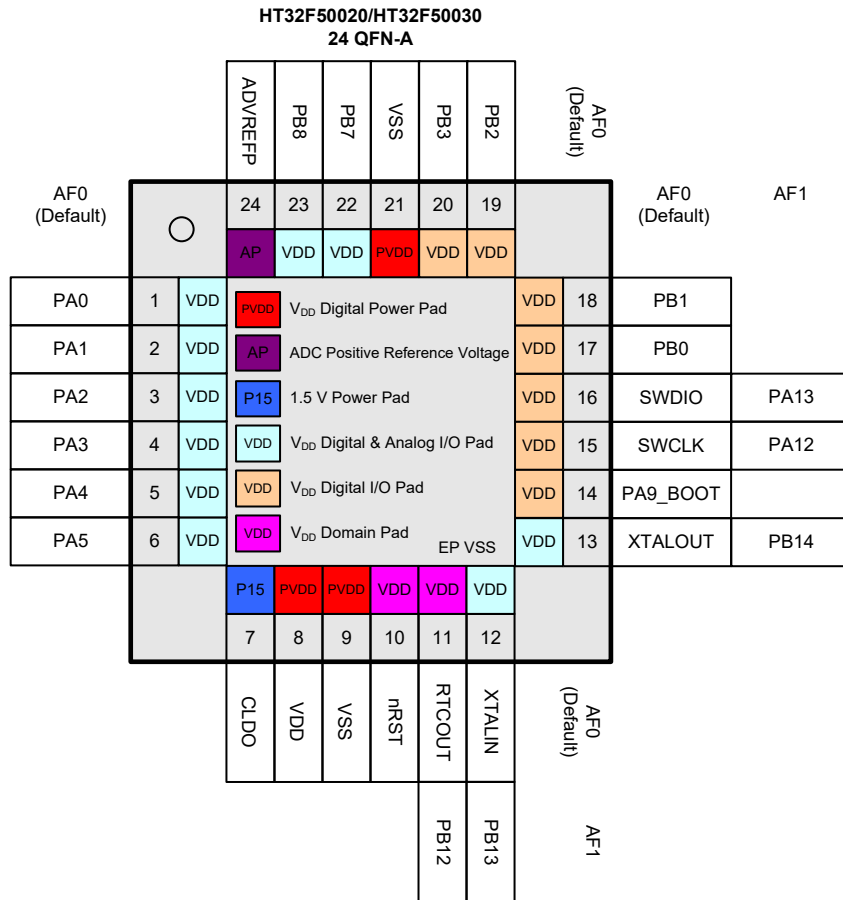 HT32F50020/HT32F50030
24 QFN-A
ADVREFP PB8 PB7 VSS PB3 PB2 AF0 (Default)
AF0 (Default) AF0 (Default) AF1
24 23 22 21 20 19
AP VDD VDD PVDD VDD VDD
PA0 1 VDD PVDD VDD Digital Power Pad VDD 18 PB1
PA1 2 VDD AP ADC Positive Reference Voltage VDD 17 PB0
PA2 3 VDD P15 1.5 V Power Pad VDD 16 SWDIO PA13
PA3 4 VDD VDD VDD Digital & Analog I/O Pad VDD 15 SWCLK PA12
PA4 5 VDD VDD VDD Digital I/O Pad VDD 14 PA9_BOOT
PA5 6 VDD VDD VDD Domain Pad EP VSS VDD 13 XTALOUT PB14
P15 PVDD PVDD VDD VDD VDD
7 8 9 10 11 12
CLDO VDD VSS nRST RTCOUT XTALIN AF0 (Default)
PB12 PB13 AF1